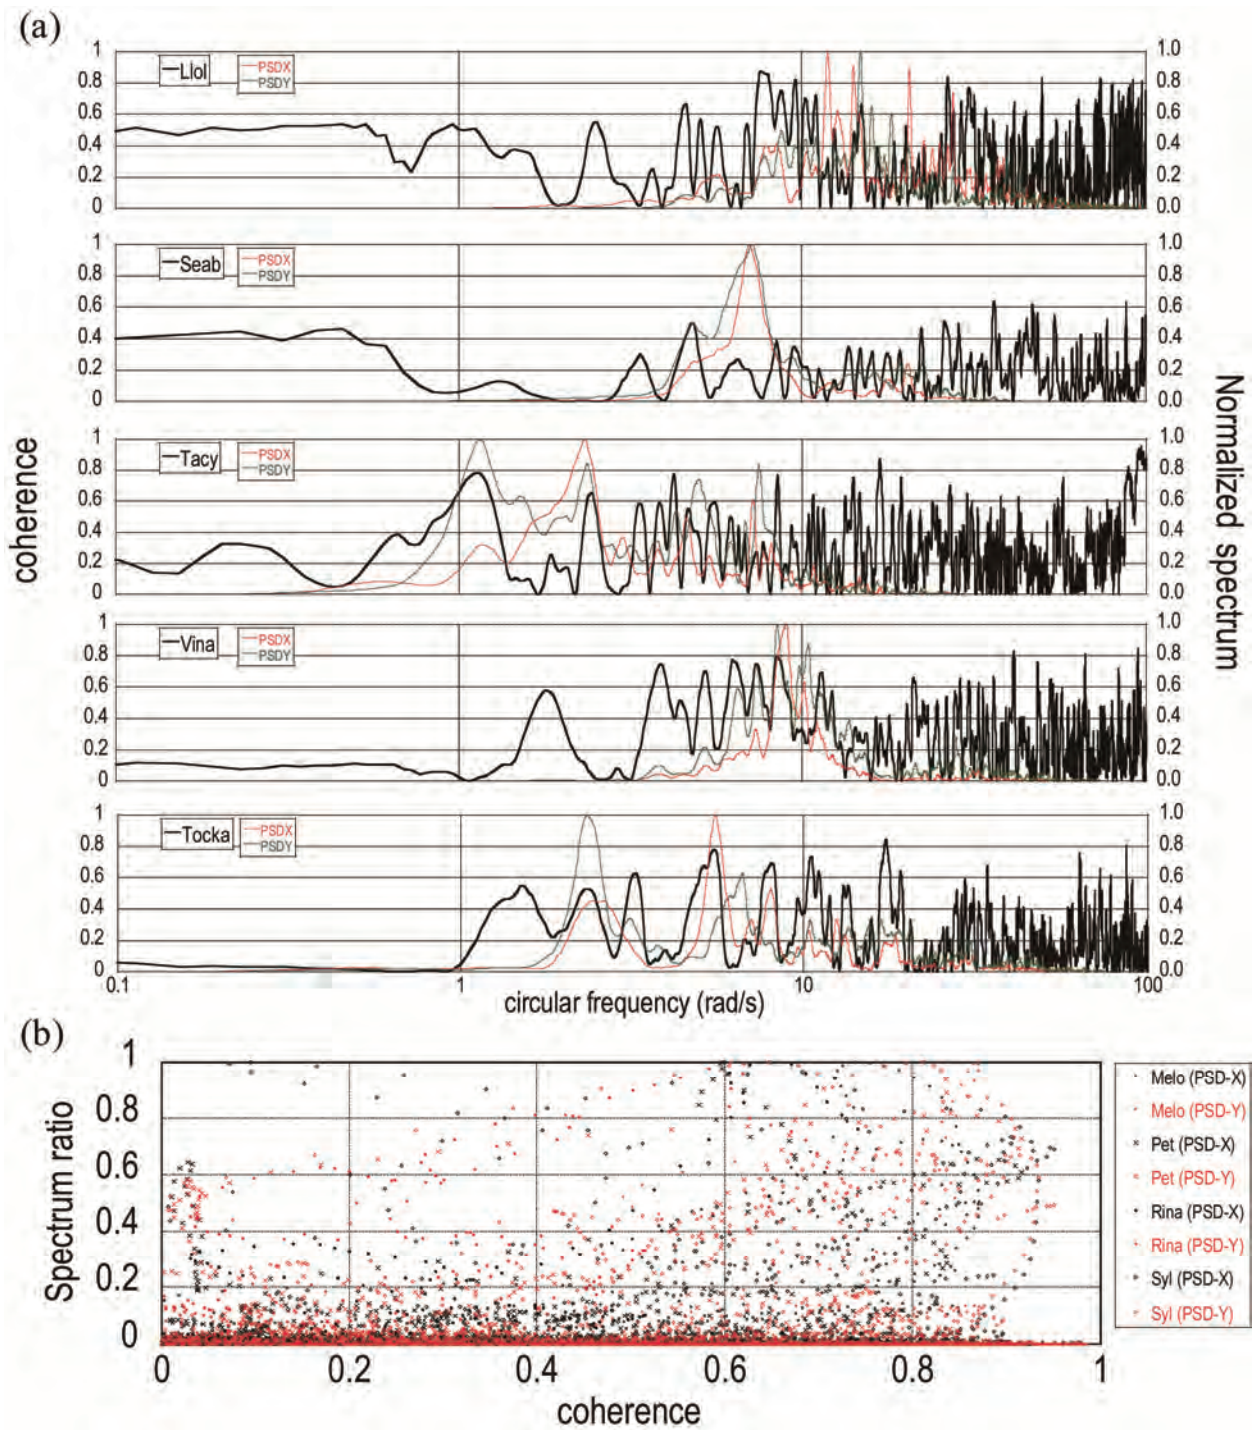 (a)
1 0.8 0.6 0.4 0.2 0
Llol
PSDX
PSDY
1.0 0.8 0.6 0.4 0.2 0.0
1 0.8 0.6 0.4 0.2 0
Seab
PSDX
PSDY
1.0 0.8 0.6 0.4 0.2 0.0
coherence
1 0.8 0.6 0.4 0.2 0
Tacy
PSDX
PSDY
1.0 0.8 0.6 0.4 0.2 0.0
Normalized spectrum
1 0.8 0.6 0.4 0.2 0
Vina
PSDX
PSDY
1.0 0.8 0.6 0.4 0.2 0.0
1 0.8 0.6 0.4 0.2 0
Tocka
PSDX
PSDY
1.0 0.8 0.6 0.4 0.2 0.0
0.1 1 10 100
circular frequency (rad/s)
(b)
Spectrum ratio
1 0.8 0.6 0.4 0.2 0
0 0.2 0.4 0.6 0.8 1
coherence
Melo (PSD-X)
Melo (PSD-Y)
Pet (PSD-X)
Pet (PSD-Y)
Rina (PSD-X)
Rina (PSD-Y)
Syl (PSD-X)
Syl (PSD-Y)